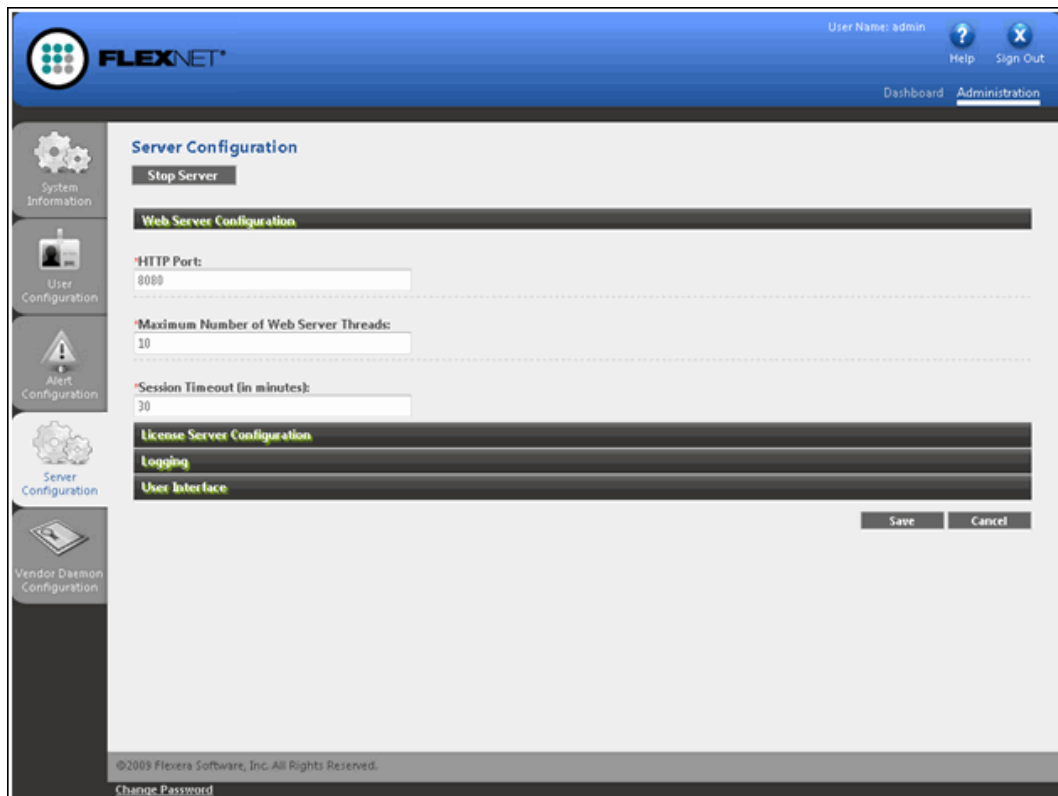 User Name: admin
Help
Sign Out
FLEXNET
Dashboard
Administration
System
Information
User
Configuration
Alert
Configuration
Server
Configuration
Vendor Daemon
Configuration
Server Configuration
Stop Server
Web Server Configuration
*HTTP Port:
8080
*Maximum Number of Web Server Threads:
10
*Session Timeout (in minutes):
30
License Server Configuration
Logging
User Interface
Save
Cancel
©2009 Flexera Software, Inc. All Rights Reserved.
Change Password